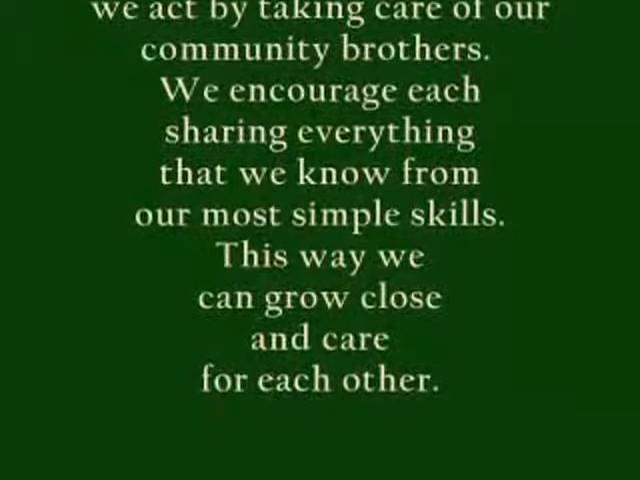 we act by taking care of our
community brothers.
We encourage each
sharing everything
that we know from
our most simple skills.
This way we
can grow close
and care
for each other.